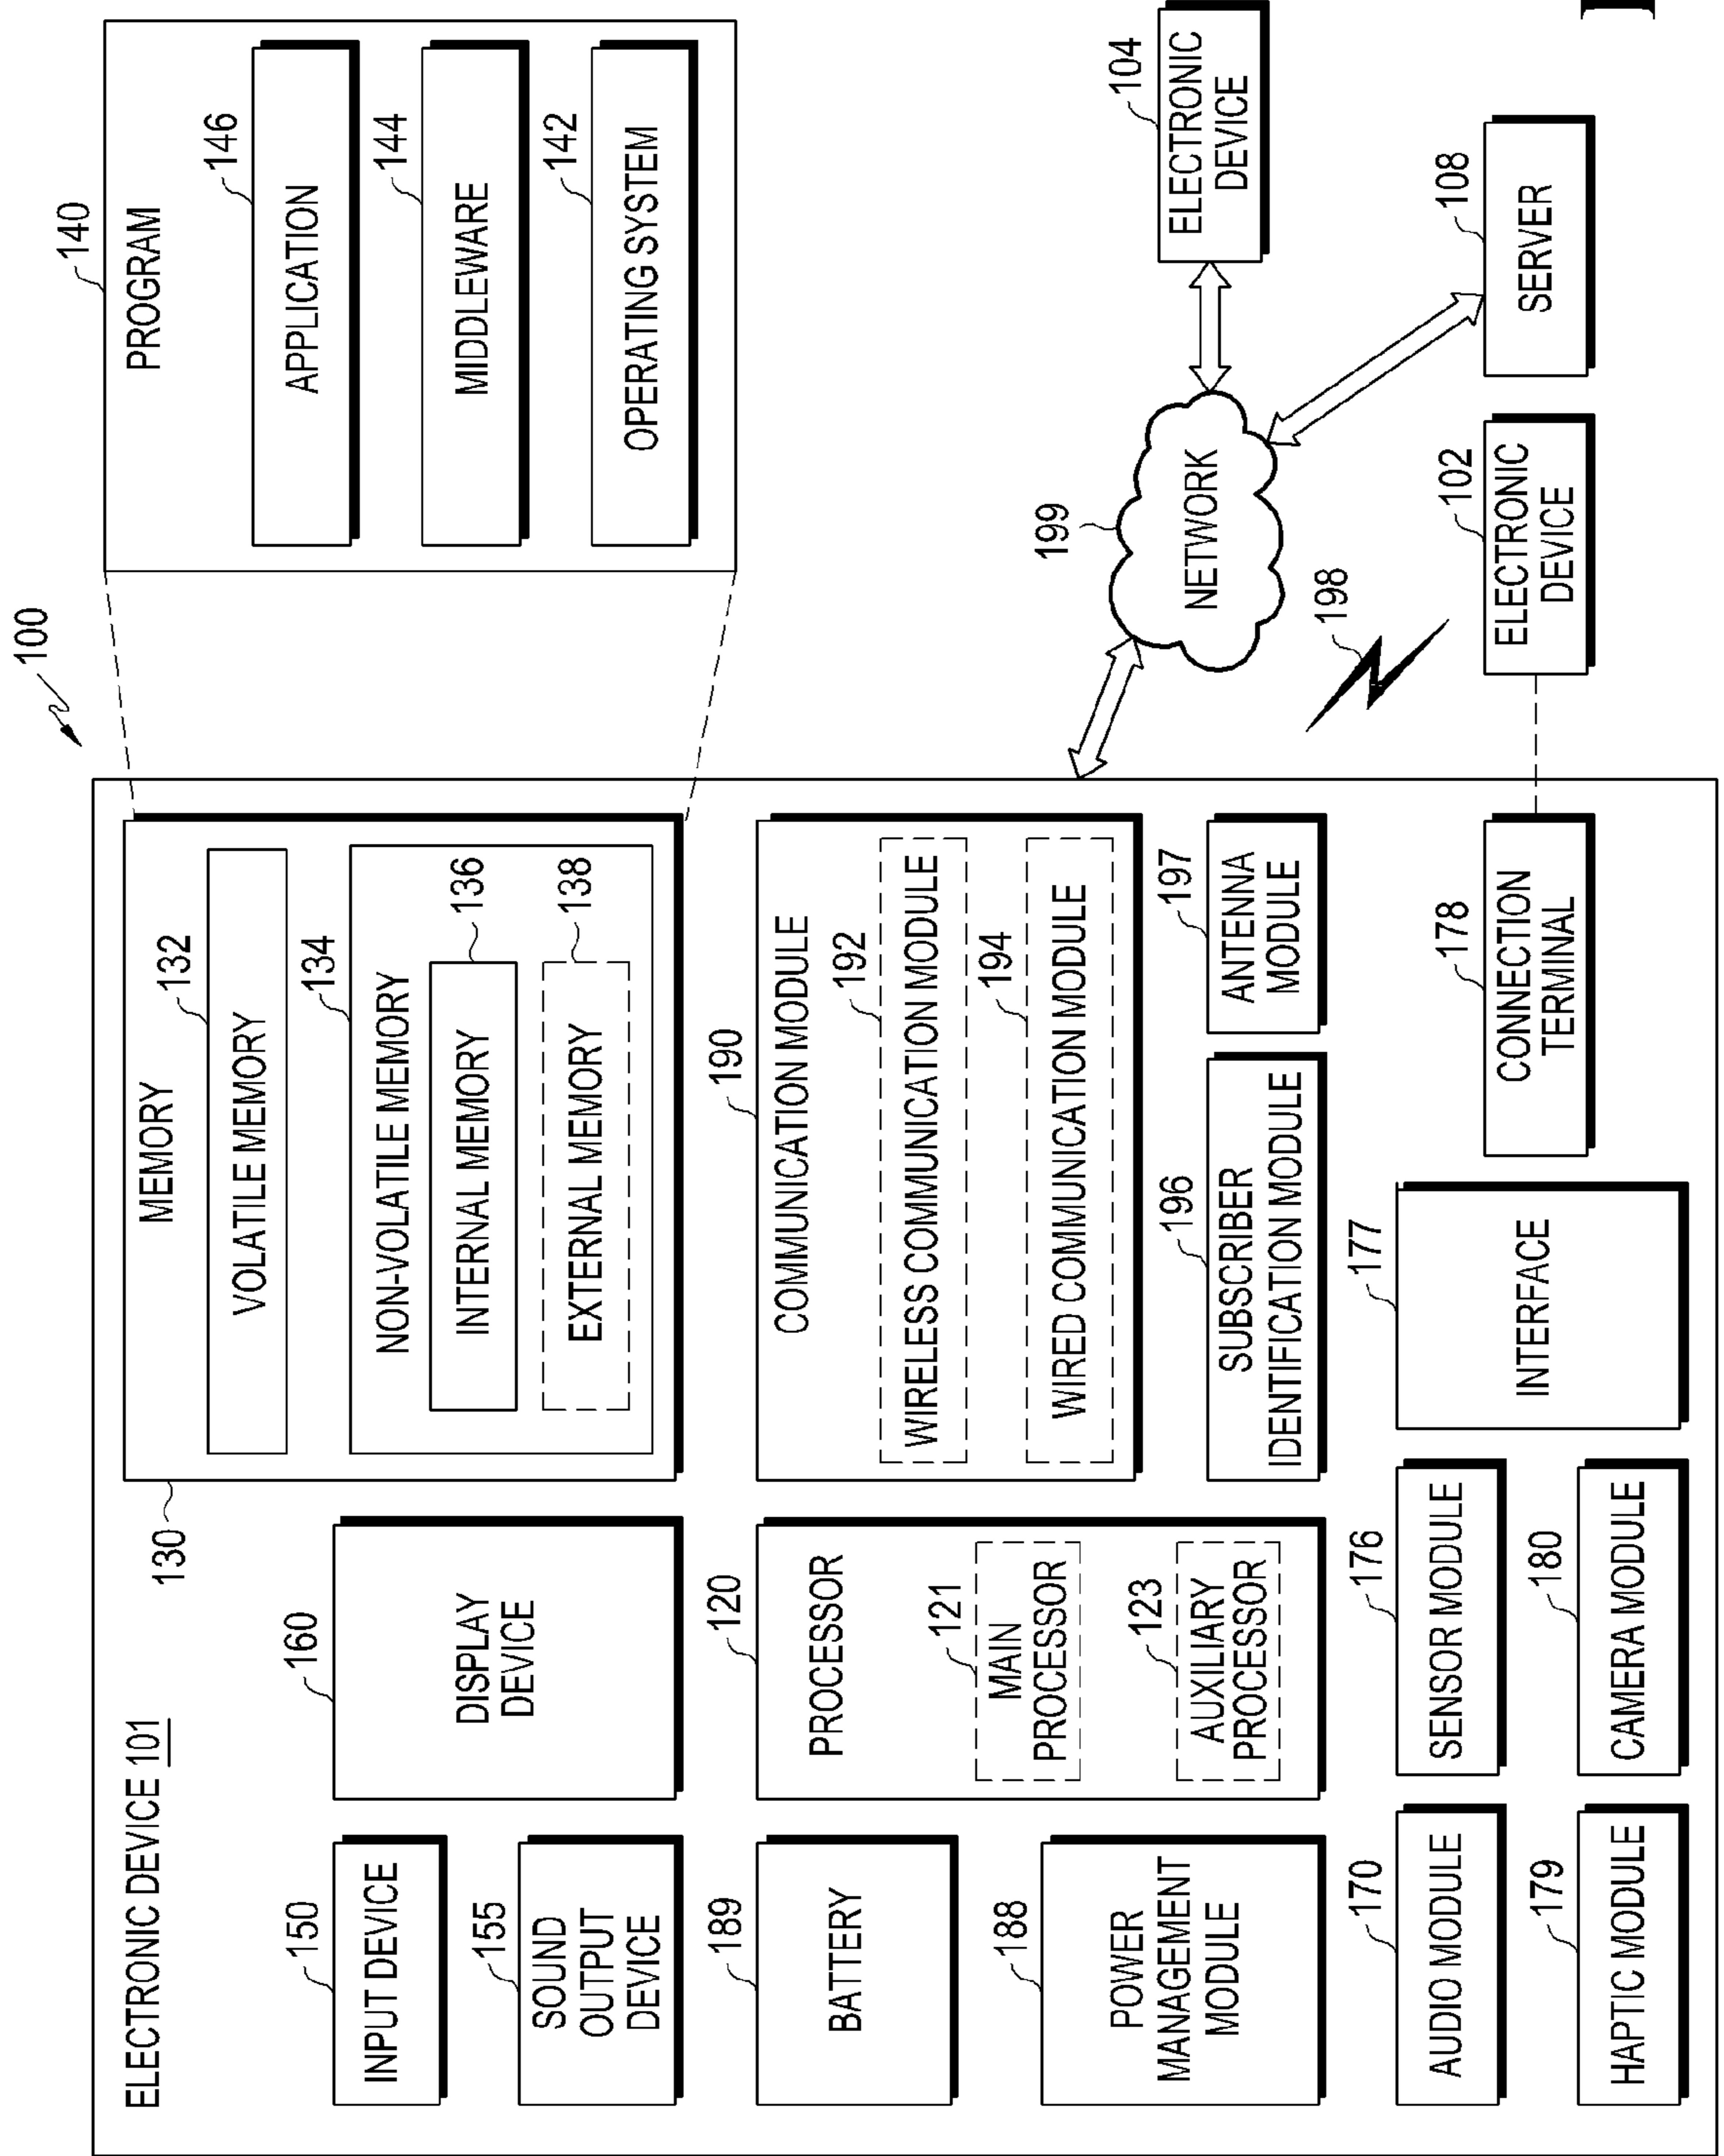 100
ELECTRONIC DEVICE 101
150
INPUT DEVICE
155
SOUND
OUTPUT
DEVICE
189
BATTERY
188
POWER
MANAGEMENT
MODULE
170
AUDIO MODULE
179
HAPTIC MODULE
160
DISPLAY
DEVICE
120
PROCESSOR
121
MAIN
PROCESSOR
123
AUXILIARY
PROCESSOR
176
SENSOR MODULE
180
CAMERA MODULE
130
MEMORY
132
VOLATILE MEMORY
134
NON-VOLATILE MEMORY
136
INTERNAL MEMORY
138
EXTERNAL MEMORY
190
COMMUNICATION MODULE
192
WIRELESS COMMUNICATION MODULE
194
WIRED COMMUNICATION MODULE
196
SUBSCRIBER
IDENTIFICATION MODULE
197
ANTENNA
MODULE
177
INTERFACE
178
CONNECTION
TERMINAL
140
PROGRAM
146
APPLICATION
144
MIDDLEWARE
142
OPERATING SYSTEM
199
NETWORK
198
104
ELECTRONIC
DEVICE
108
SERVER
102
ELECTRONIC
DEVICE